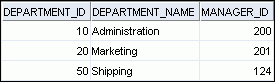 DEPARTMENT_ID DEPARTMENT_NAME MANAGER_ID
10 Administration 200
20 Marketing 201
50 Shipping 124